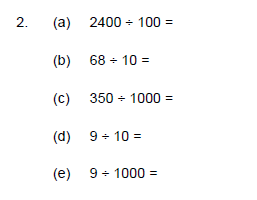 2. (a) 2400 ÷ 100 =
(b) 68 ÷ 10 =
(c) 350 ÷ 1000 =
(d) 9 ÷ 10 =
(e) 9 ÷ 1000 =